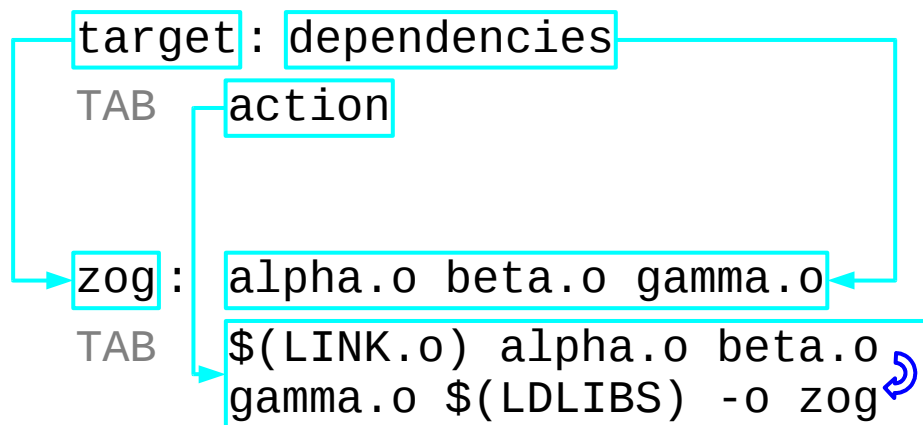 target: dependencies
TAB action
zog: alpha.o beta.o gamma.o
TAB $(LINK.o) alpha.o beta.o
gamma.o $(LDLIBS) -o zog